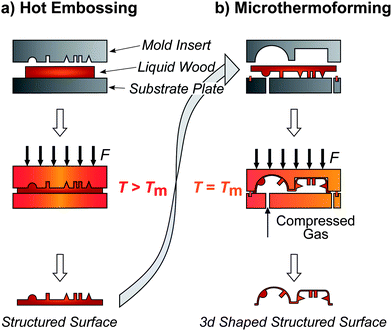 a) Hot Embossing
b) Microthermoforming
Mold Insert
Liquid Wood
Substrate Plate
F
F
T > Tm
T = Tm
Compressed
Gas
Structured Surface
3d Shaped Structured Surface